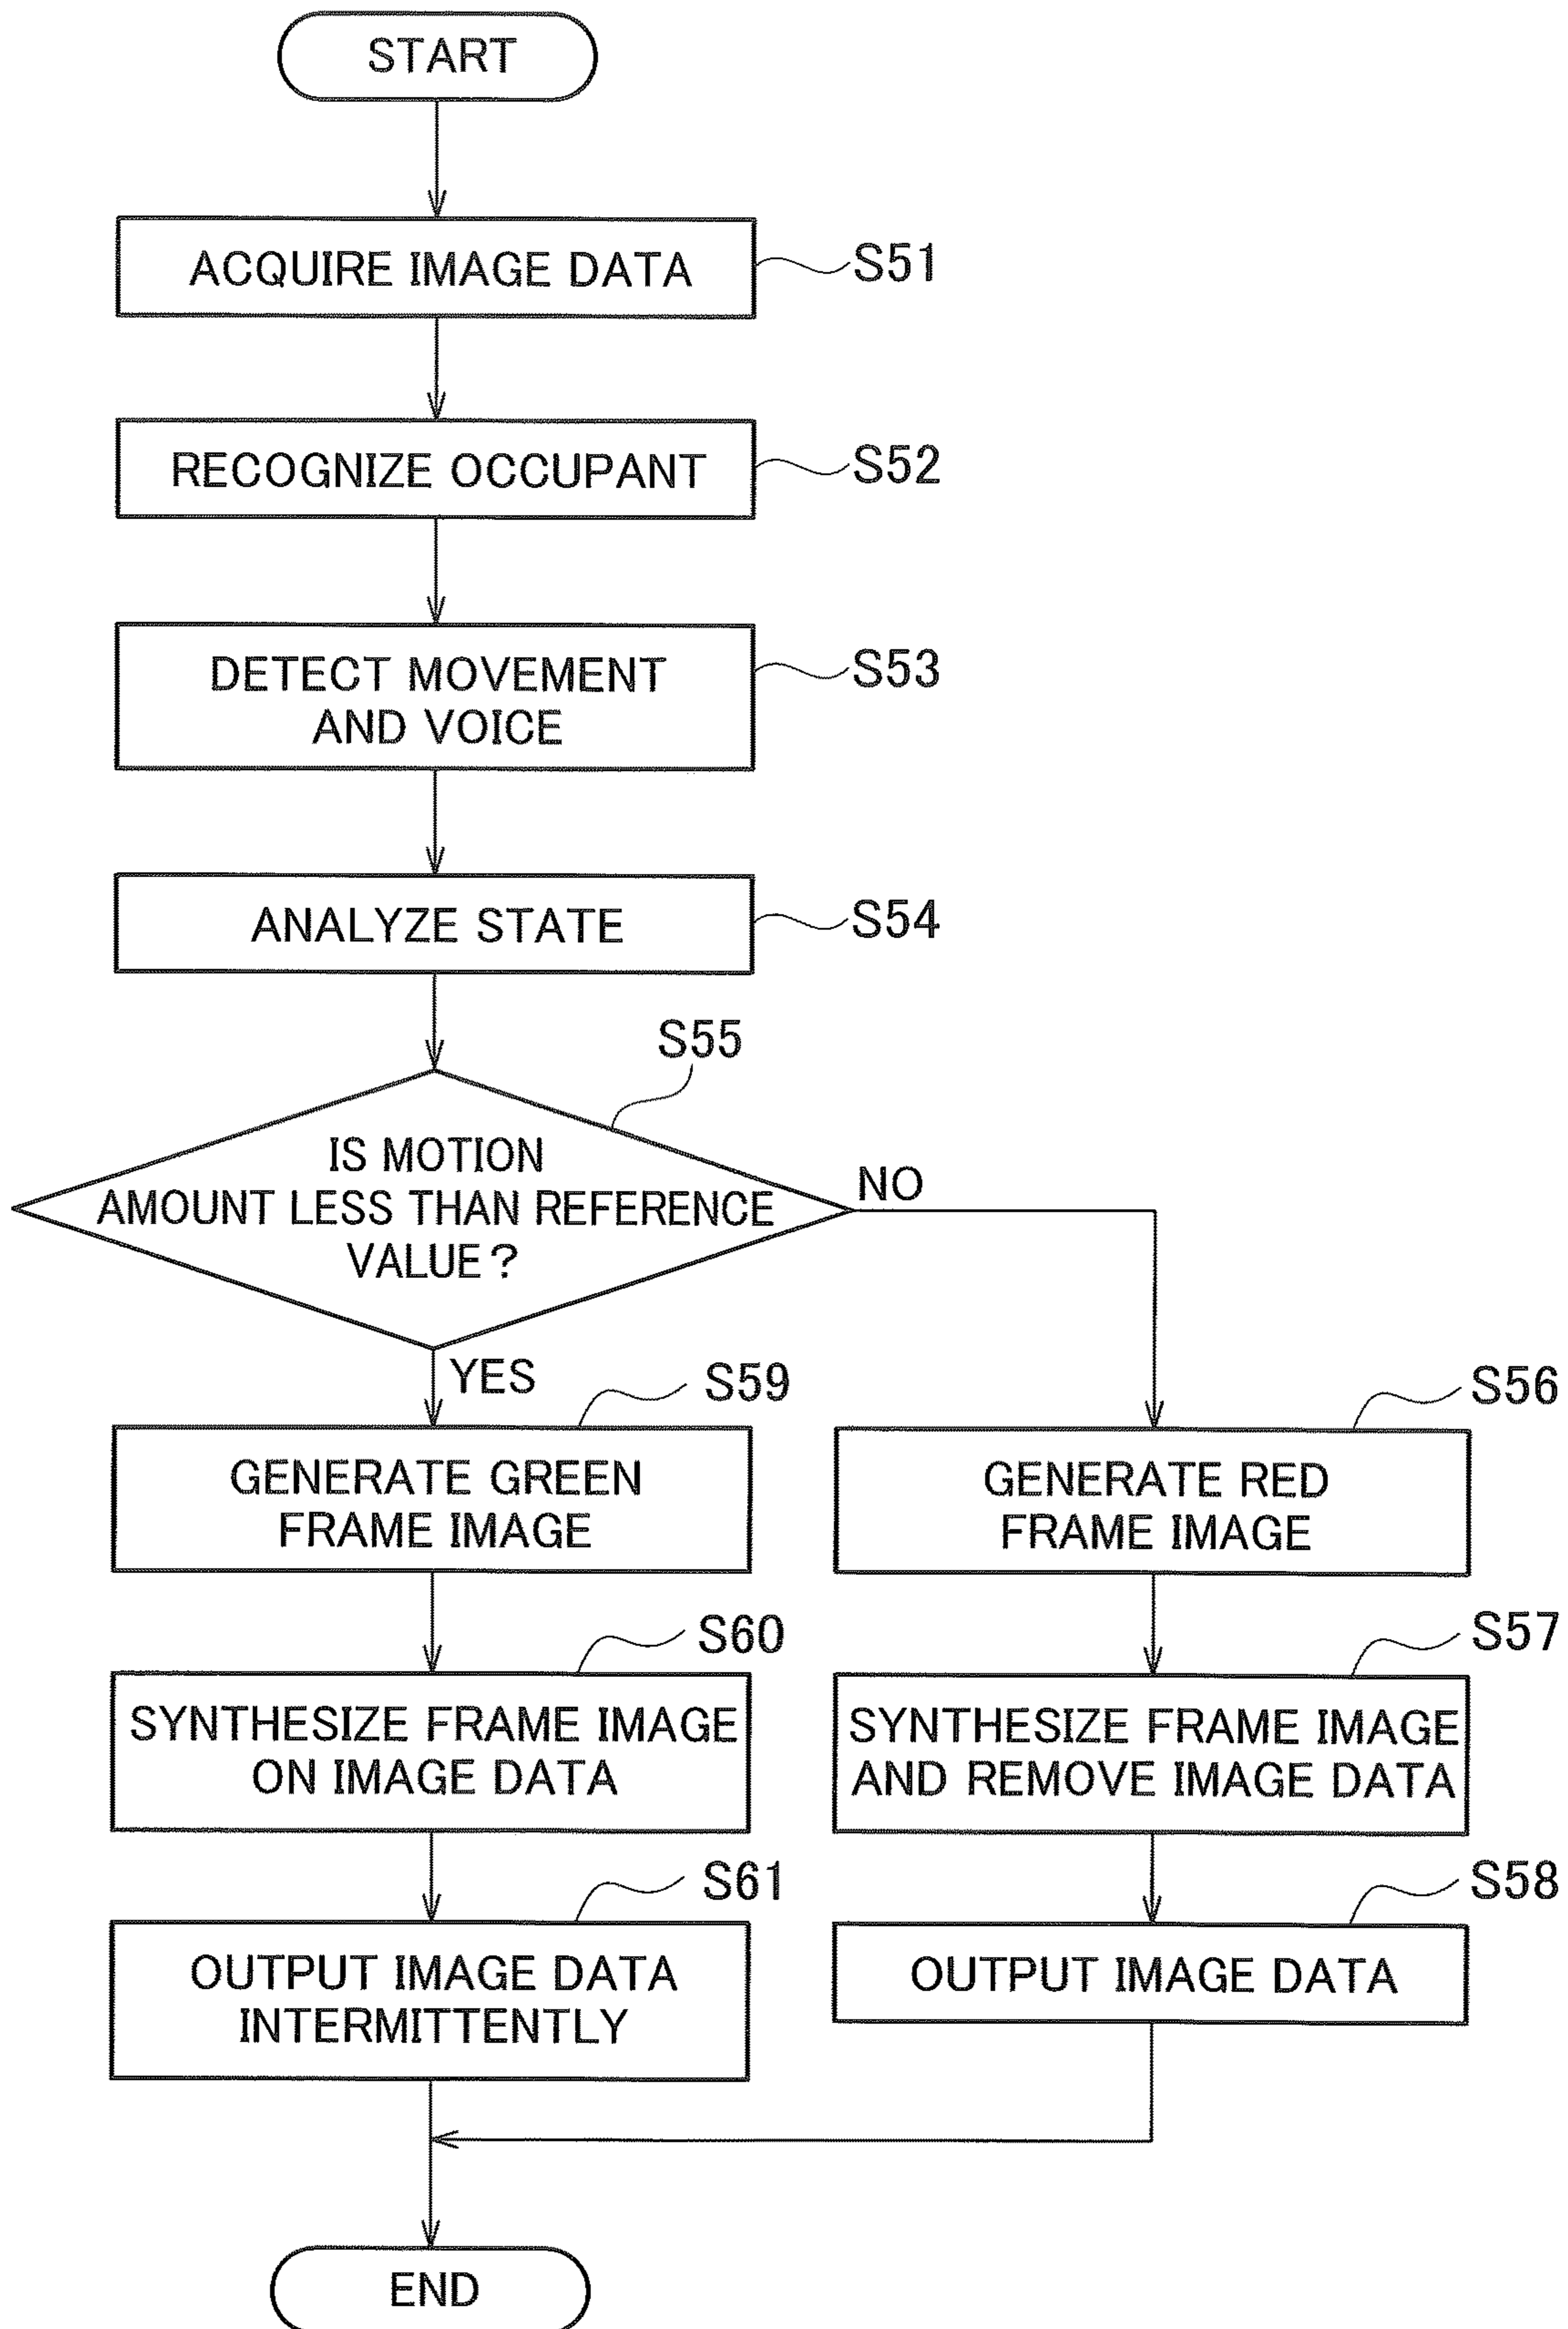 START
ACQUIRE IMAGE DATA
S51
RECOGNIZE OCCUPANT
S52
DETECT MOVEMENT
AND VOICE
S53
ANALYZE STATE
S54
S55
IS MOTION
AMOUNT LESS THAN REFERENCE
VALUE?
NO
YES
S59
GENERATE GREEN
FRAME IMAGE
S60
SYNTHESIZE FRAME IMAGE
ON IMAGE DATA
S61
OUTPUT IMAGE DATA
INTERMITTENTLY
S56
GENERATE RED
FRAME IMAGE
S57
SYNTHESIZE FRAME IMAGE
AND REMOVE IMAGE DATA
S58
OUTPUT IMAGE DATA
END